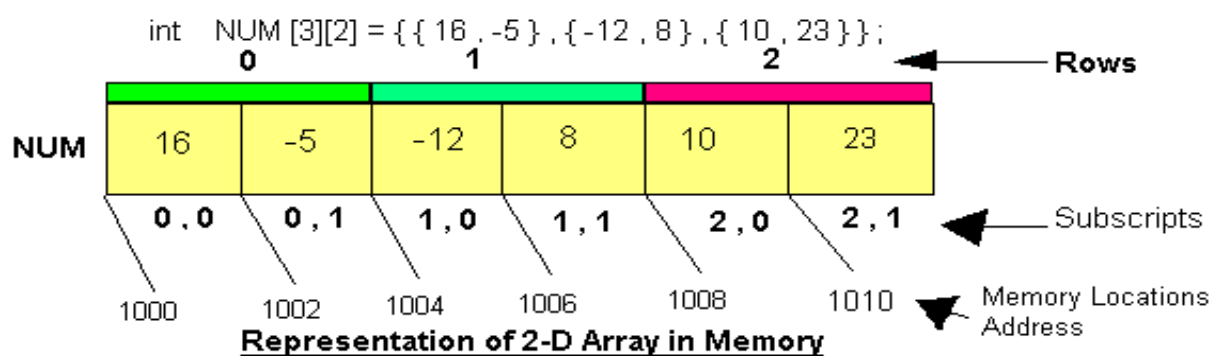 int NUM [3][2] = { { 16 , -5 } , { -12 , 8 } , { 10 , 23 } } ;
0 1 2 Rows
NUM 16 -5 -12 8 10 23
0 , 0 0 , 1 1 , 0 1 , 1 2 , 0 2 , 1 Subscripts
1000 1002 1004 1006 1008 1010 Memory Locations
Address
Representation of 2-D Array in Memory